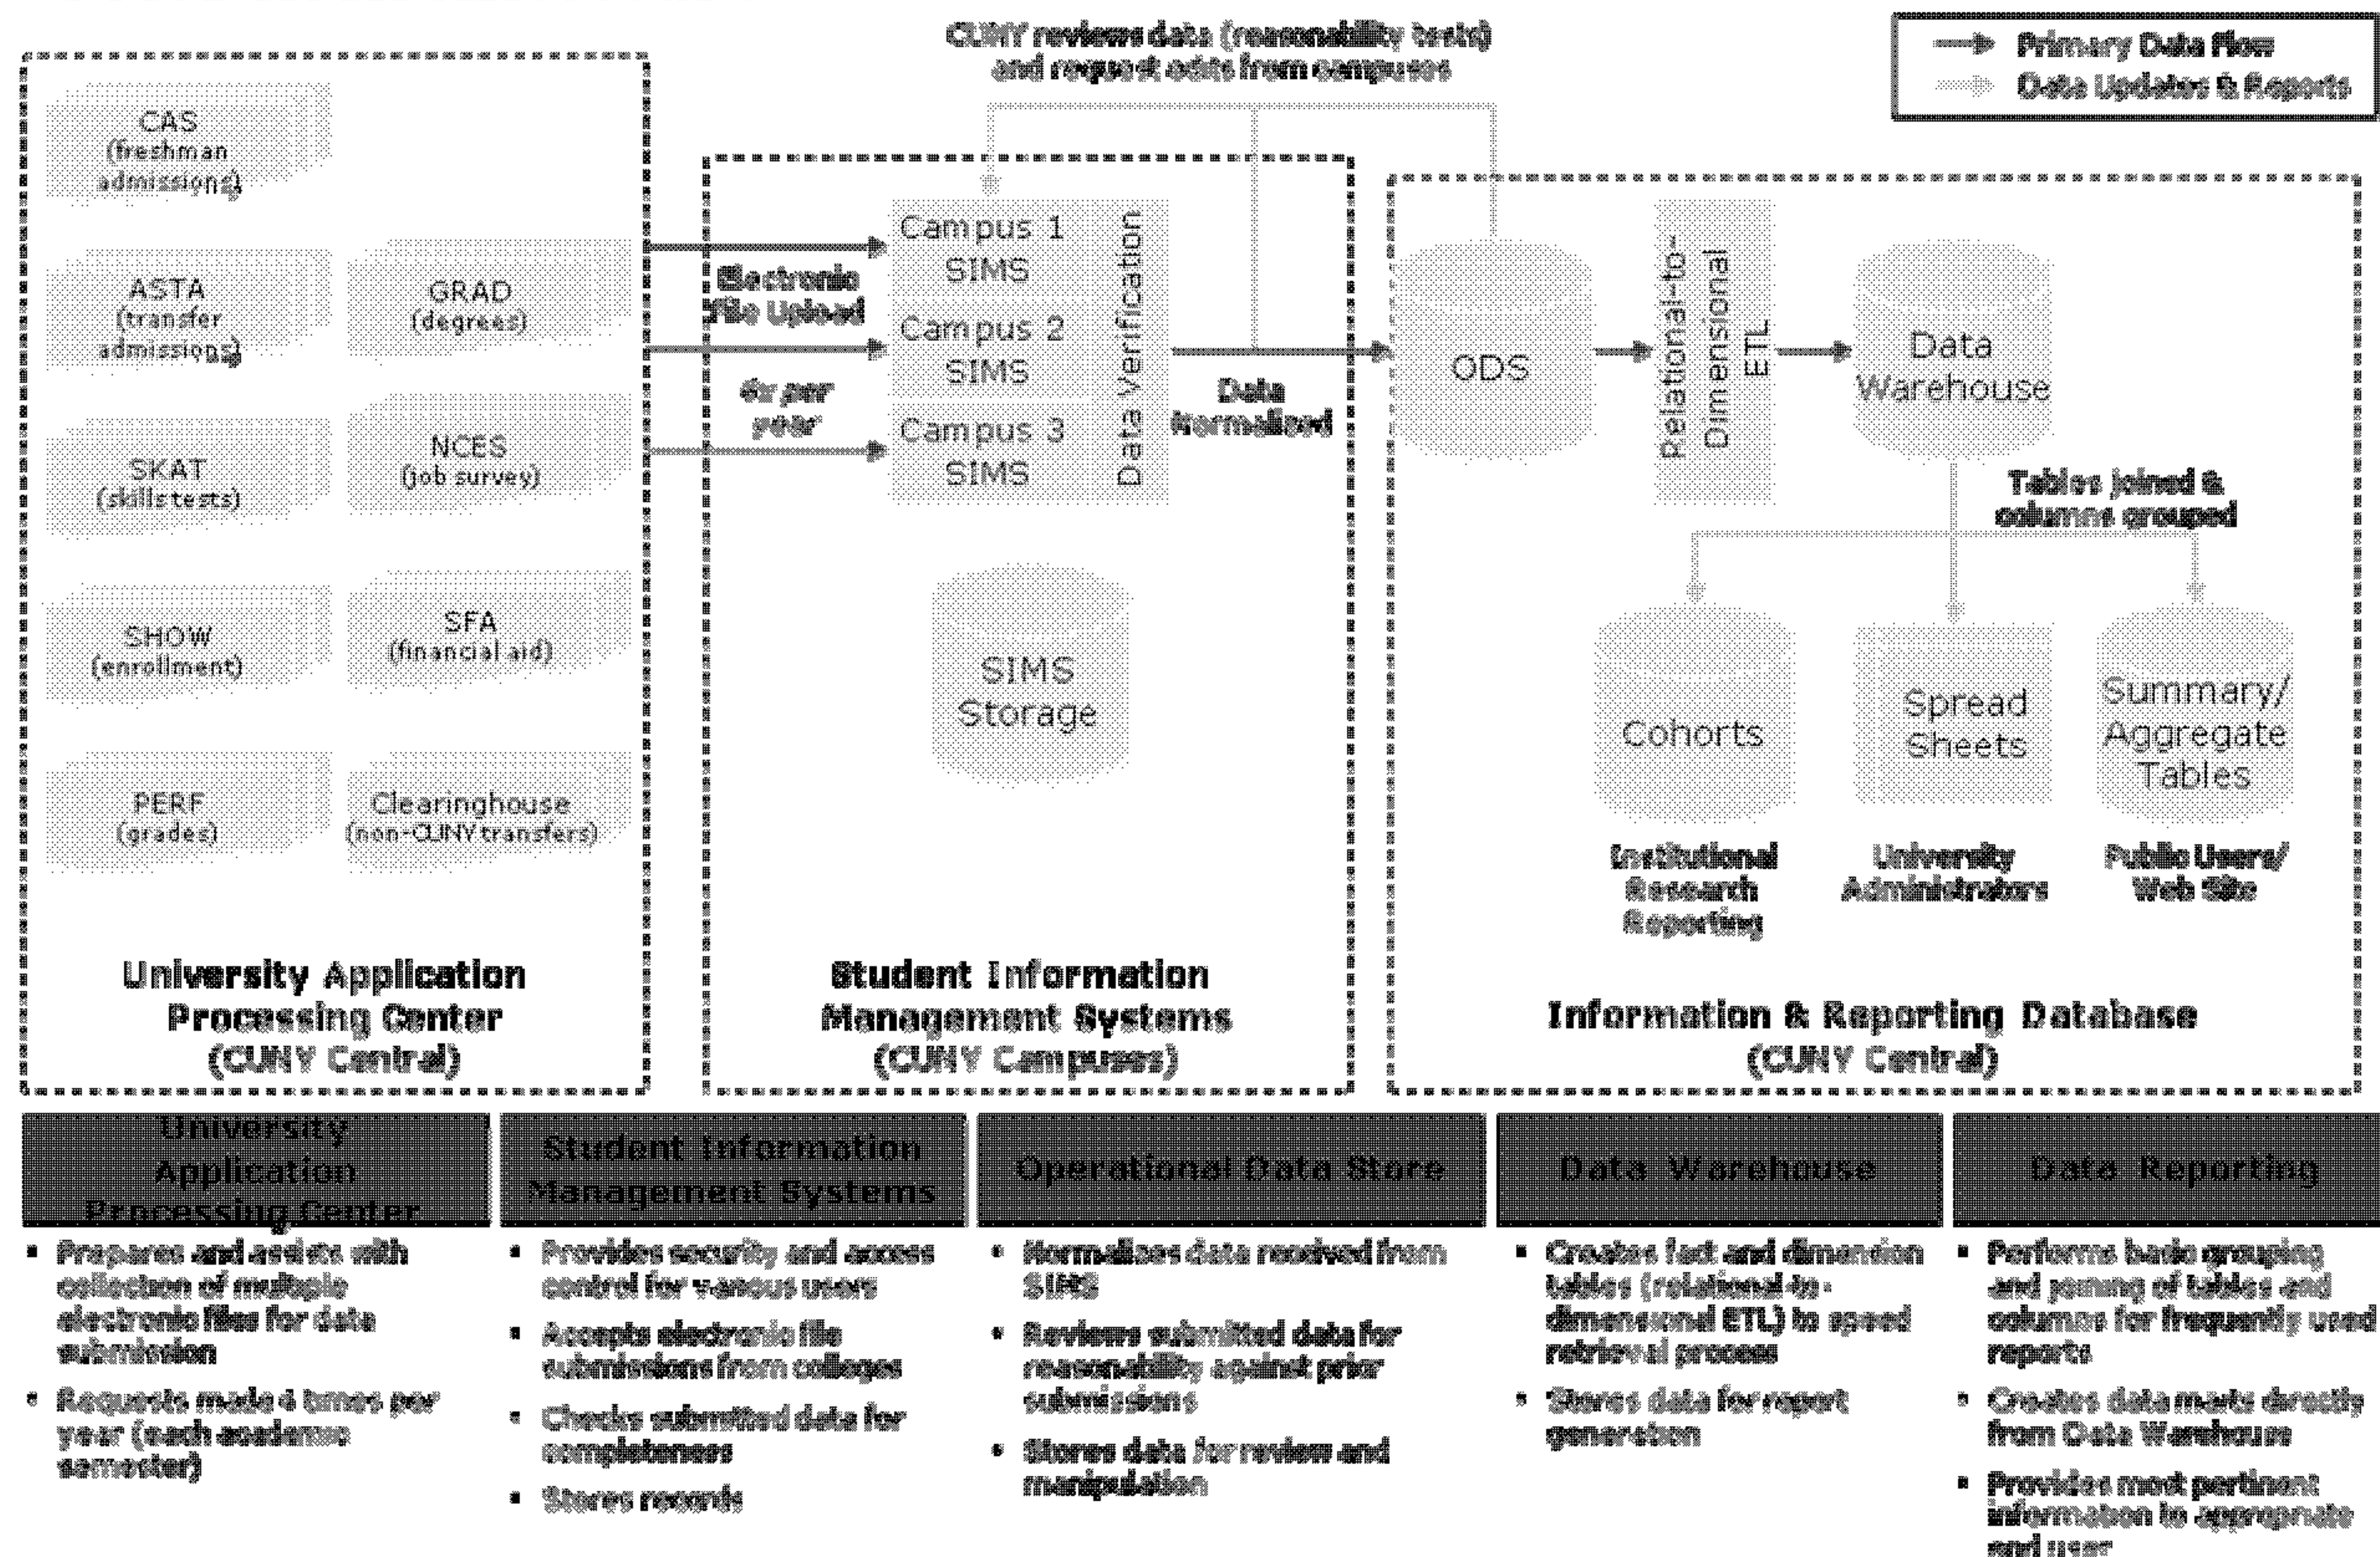 CUNY reviews data (reasonability tests)
and request edits from campuses
Primary Data Flow
Data Updates & Reports
CAS
(freshman
admissions)
ASTA
(transfer
admissions)
GRAD
(degrees)
SKAT
(skills tests)
NCES
(job survey)
SHOW
(enrollment)
SFA
(financial aid)
PERF
(grades)
Clearinghouse
(non-CUNY transfers)
University Application
Processing Center
(CUNY Central)
Electronic
File Upload
per
year
Campus 1
SIMS
Campus 2
SIMS
Campus 3
SIMS
Data Verification
Data
Normalized
SIMS
Storage
Student Information
Management Systems
(CUNY Campuses)
ODS
Relational-to-
Dimensional
ETL
Data
Warehouse
Tables joined &
columns grouped
Cohorts
Spread
Sheets
Summary/
Aggregate
Tables
Institutional
Research
Reporting
University
Administrators
Public Users/
Web Site
Information & Reporting Database
(CUNY Central)
University
Application
Processing Center
▪ Prepares and assists with
collection of multiple
electronic files for data
submission
▪ Requests made 4 times per
year (each academic
semester)
Student Information
Management Systems
▪ Provides security and access
control for various users
▪ Accepts electronic file
submissions from colleges
▪ Checks submitted data for
completeness
▪ Stores records
Operational Data Store
▪ Normalizes data received from
SIMS
▪ Reviews submitted data for
reasonability against prior
submissions
▪ Stores data for review and
manipulation
Data Warehouse
▪ Creates fact and dimension
tables (relational-to-
dimensional ETL) to speed
retrieval process
▪ Stores data for report
generation
Data Reporting
▪ Performs basic grouping
and joining of tables and
columns for frequently used
reports
▪ Creates data marts directly
from Data Warehouse
▪ Provides most pertinent
information to appropriate
end user